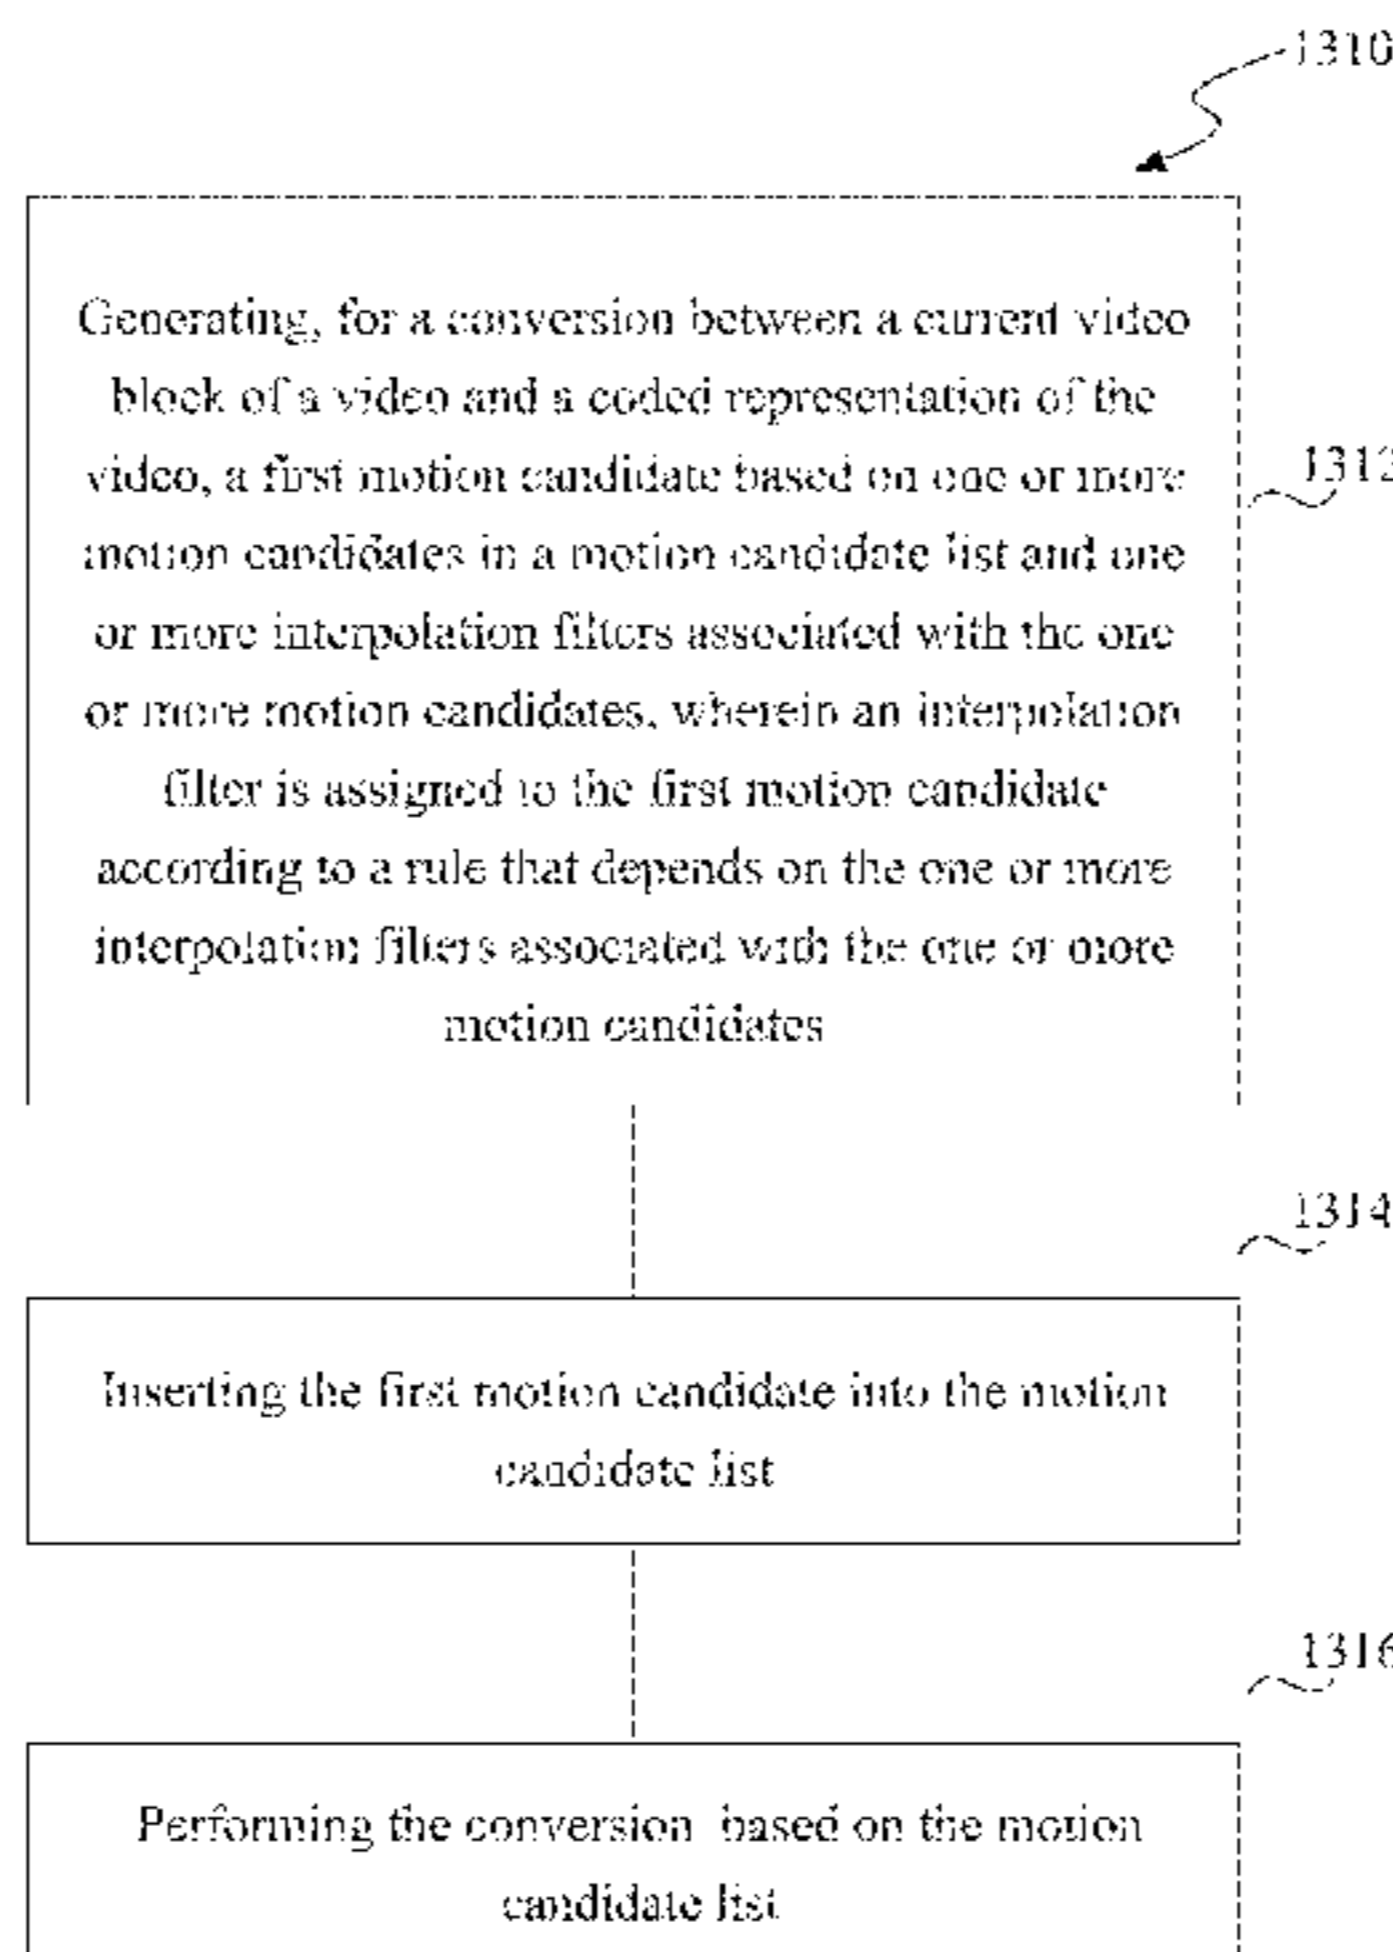 1310
Generating, for a conversion between a current video
block of a video and a coded representation of the
video, a first motion candidate based on one or more
motion candidates in a motion candidate list and one
or more interpolation filters associated with the one
or more motion candidates, wherein an interpolation
filter is assigned to the first motion candidate
according to a rule that depends on the one or more
interpolation filters associated with the one or more
motion candidates
1312
1314
Inserting the first motion candidate into the motion
candidate list
1316
Performing the conversion based on the motion
candidate list